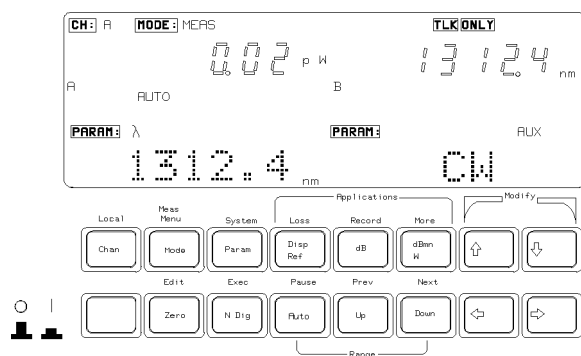 CH: A MODE: MEAS TLK ONLY
0.02 pW 1312.4 nm
A B
AUTO
PARAM: λ PARAM: AUX
1312.4 nm CW
Applications Modify
Local Meas Menu System Loss Record More
Chan Mode Param Disp Ref dB dBmn W
Edit Exec Pause Prev Next
Zero N Dig Auto Up Down
Range